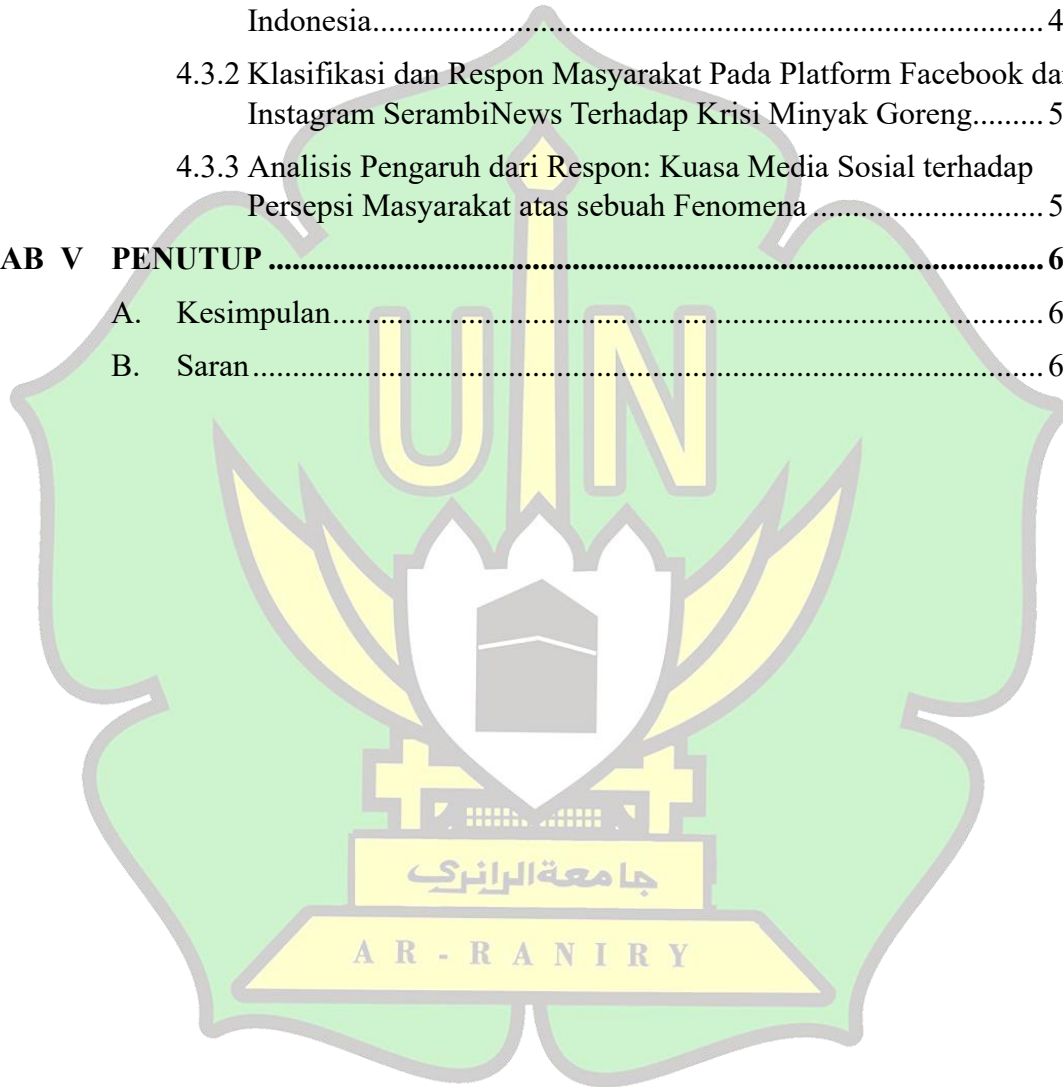 Indonesia........................................................................................ 4
4.3.2 Klasifikasi dan Respon Masyarakat Pada Platform Facebook da
Instagram SerambiNews Terhadap Krisi Minyak Goreng......... 5
4.3.3 Analisis Pengaruh dari Respon: Kuasa Media Sosial terhadap
Persepsi Masyarakat atas sebuah Fenomena ............................. 5
AB V PENUTUP ................................................................................................. 6
A. Kesimpulan................................................................................................ 6
B. Saran .......................................................................................................... 6
UIN
جامعة الرانري
AR-RANIRY